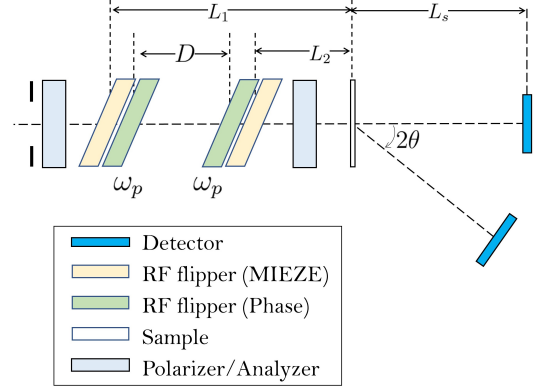 L₁
Lₛ
D
L₂
2θ
ωₚ
ωₚ
Detector
RF flipper (MIEZE)
RF flipper (Phase)
Sample
Polarizer/Analyzer